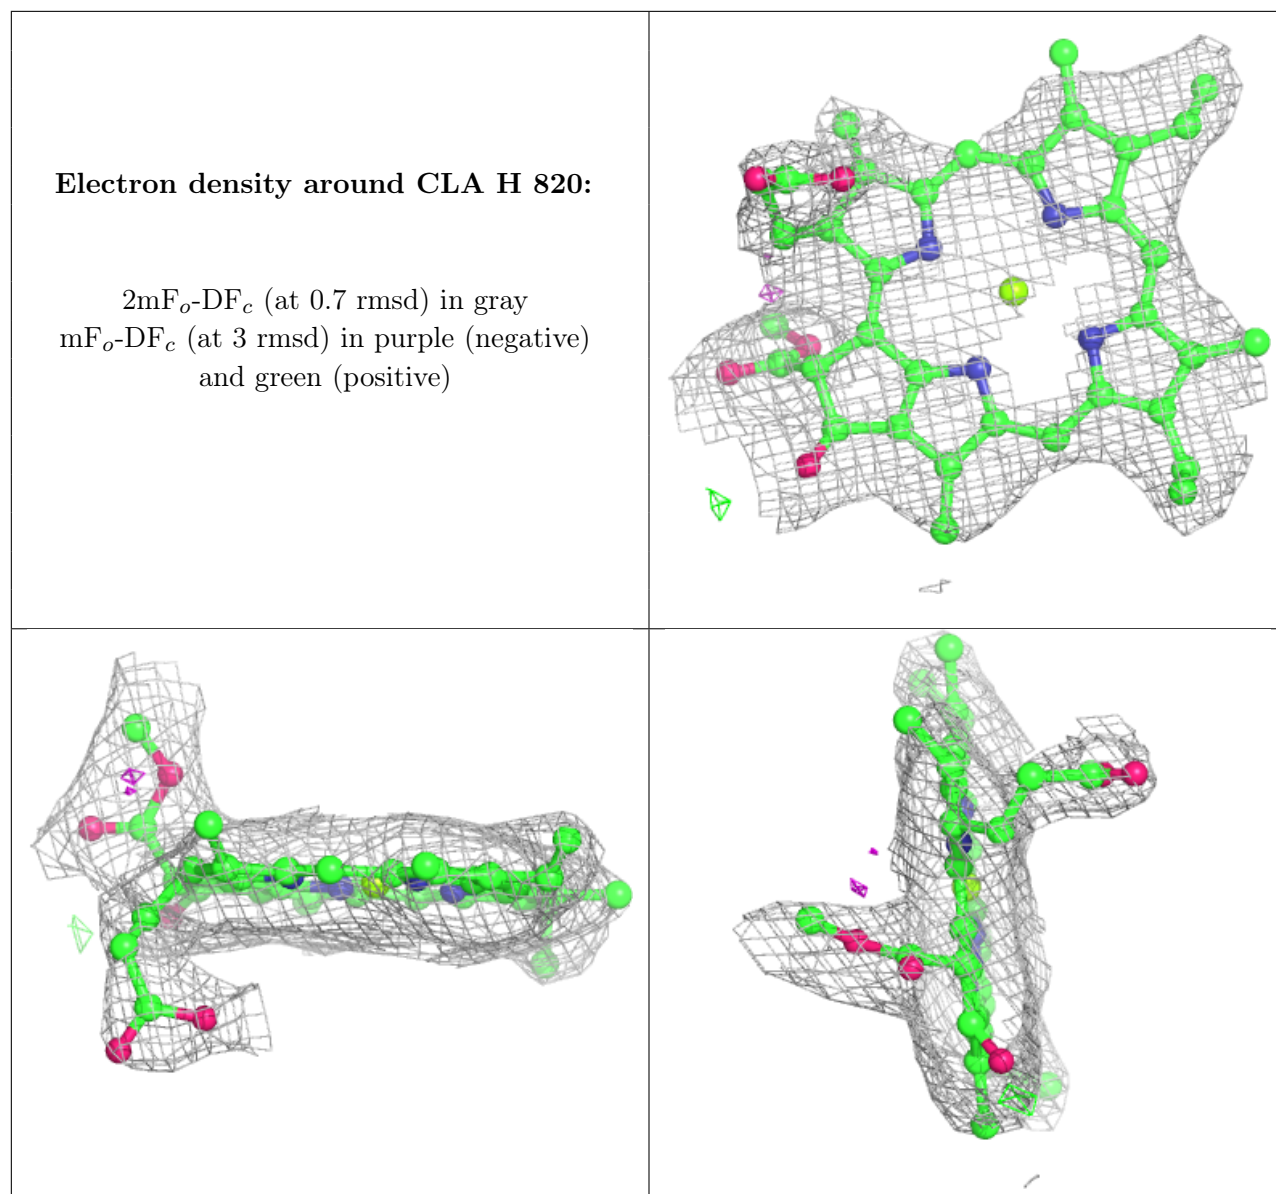 Electron density around CLA H 820:
2mFₒ-DF𝒸 (at 0.7 rmsd) in gray
mFₒ-DF𝒸 (at 3 rmsd) in purple (negative)
and green (positive)